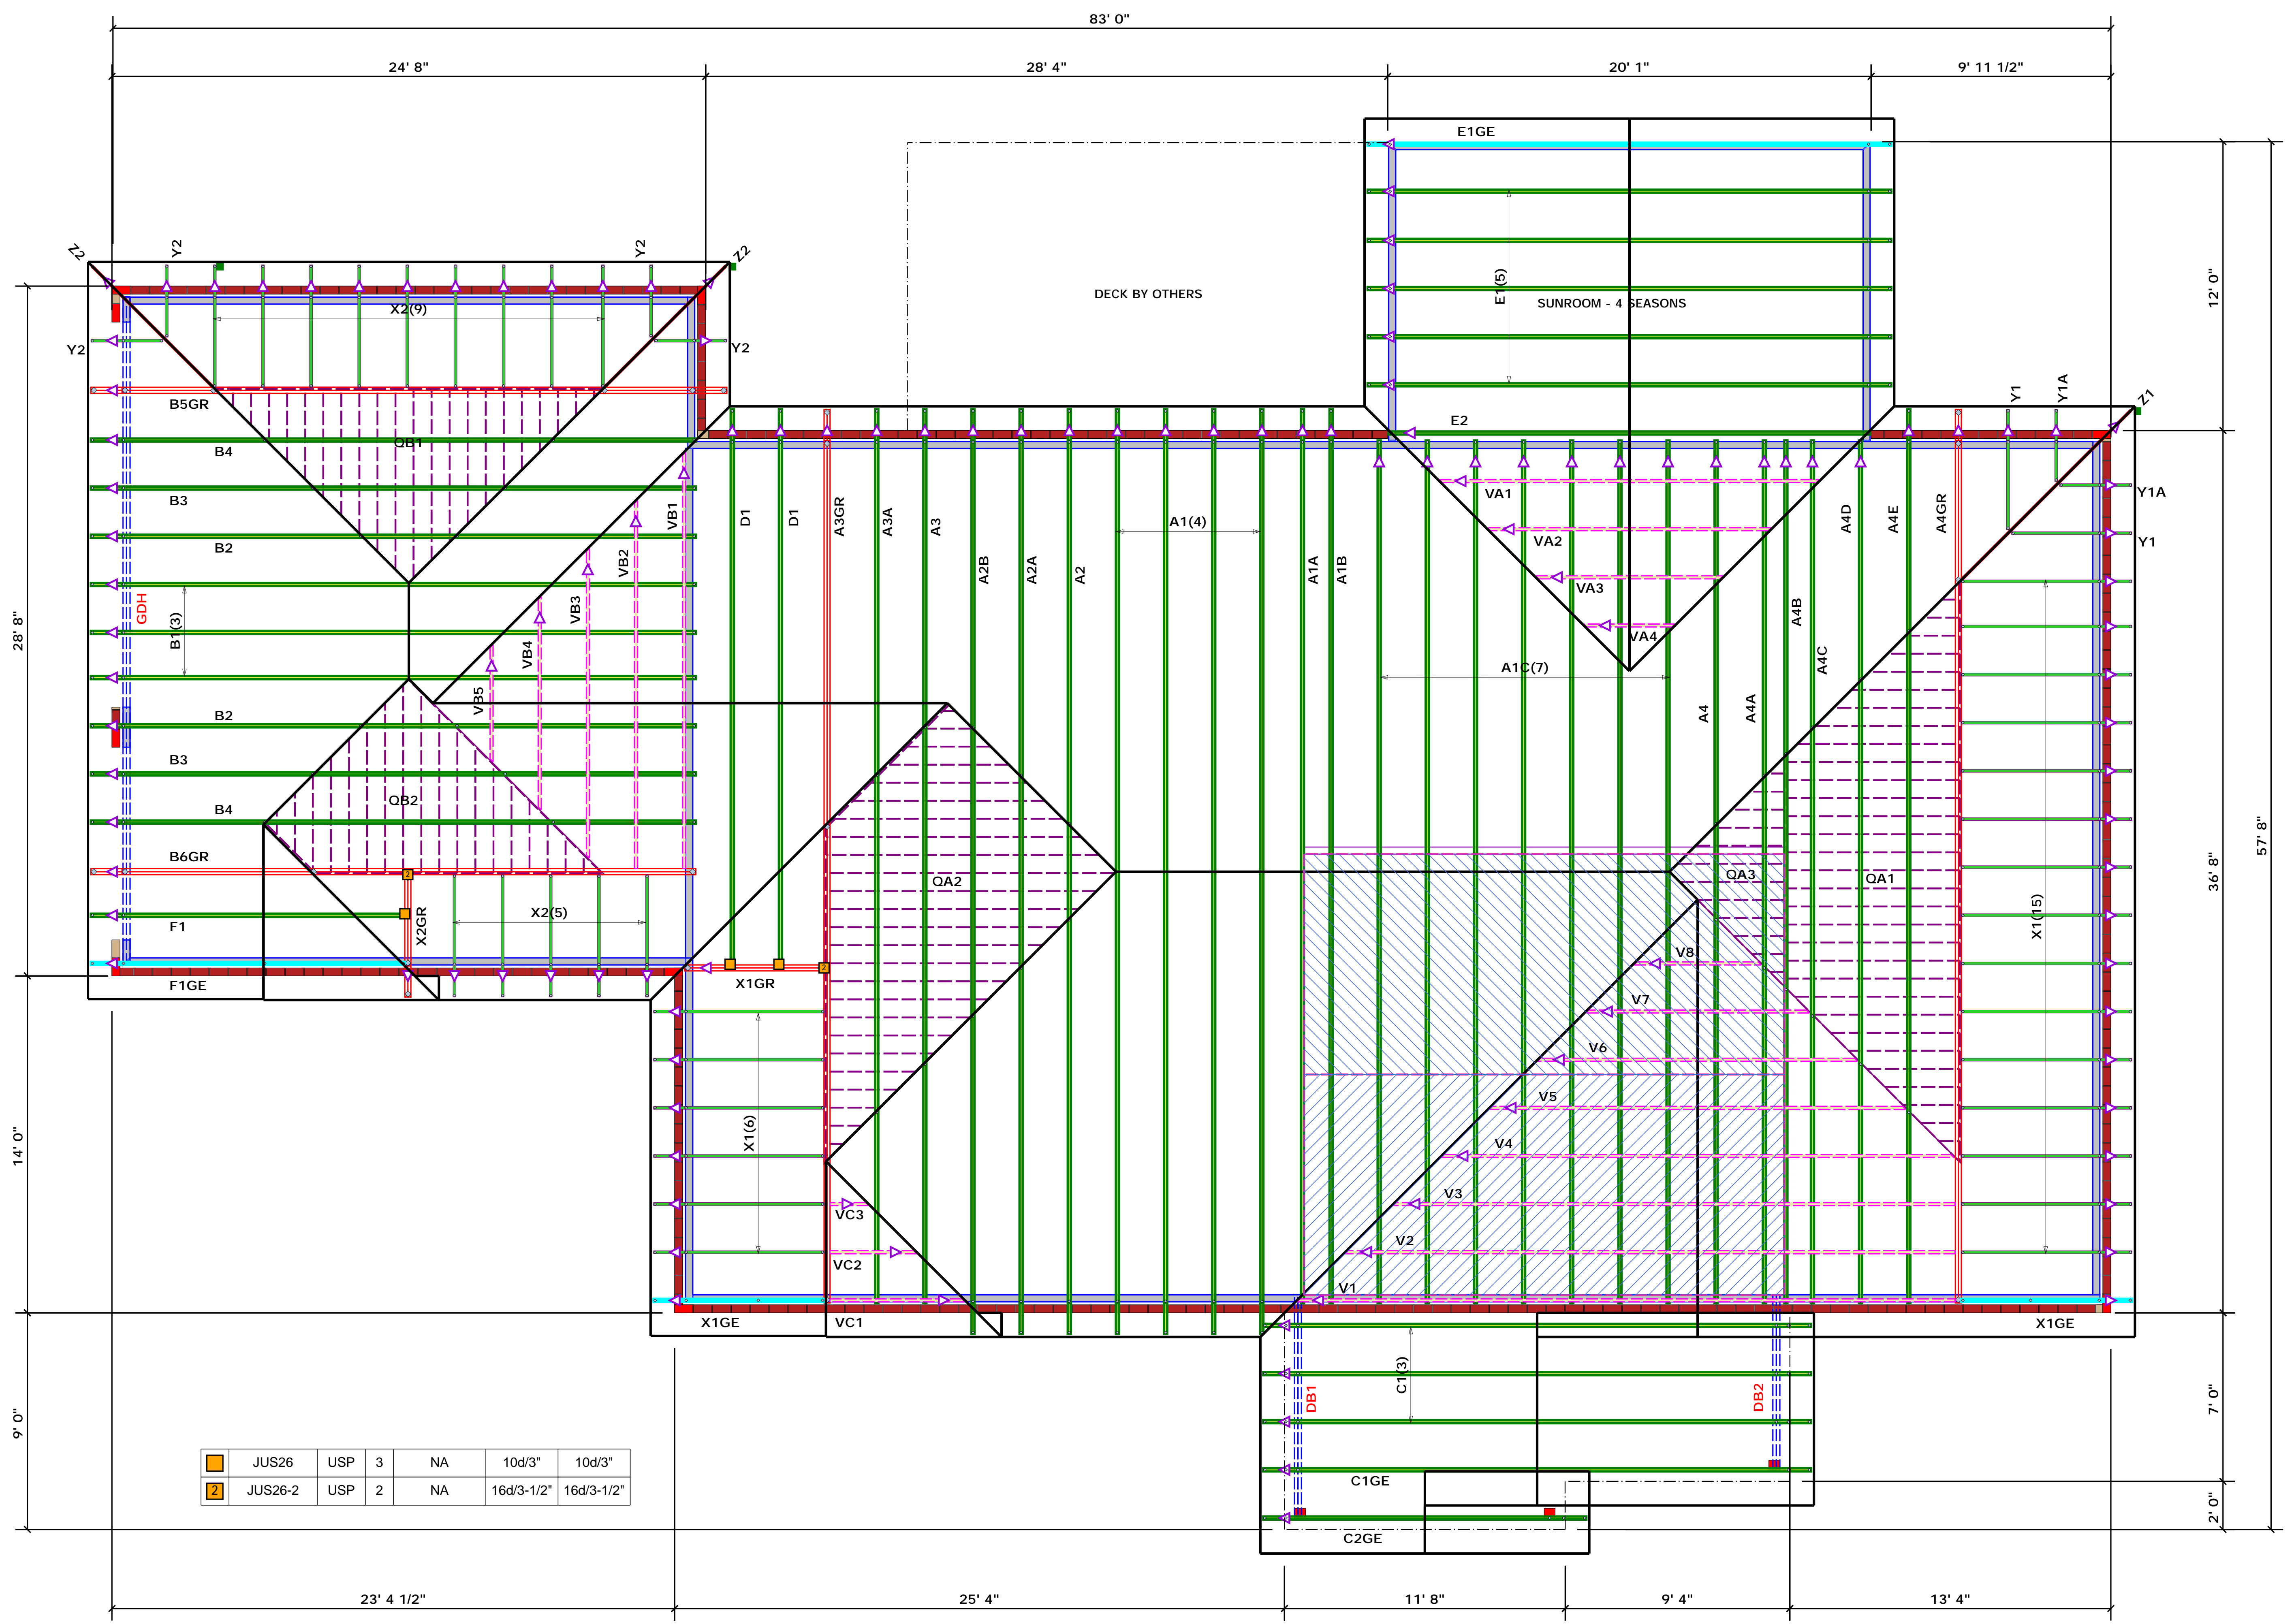 83' 0"
24' 8"
28' 4"
20' 1"
9' 11 1/2"
E1GE
E1(5)
SUNROOM - 4 SEASONS
DECK BY OTHERS
12' 0"
57' 8"
Z2
Y2
Y2
Z2
X2(9)
Y2
Y2
B5GR
QB1
B4
B3
B2
GDH
B1(3)
28' 8"
B2
B3
B4
QB2
B6GR
F1
X2GR
X2(5)
F1GE
VB1
VB2
VB3
VB4
VB5
D1
D1
A3GR
A3A
A3
A2B
A2A
A2
A1(4)
A1A
A1B
E2
VA1
VA2
VA3
VA4
A1C(7)
A4
A4A
A4B
A4C
A4D
A4E
A4GR
Y1
Y1A
Z1
Y1A
Y1
QA2
QA3
QA1
X1(15)
36' 8"
X1GR
X1(6)
14' 0"
VC3
VC2
VC1
X1GE
V8
V7
V6
V5
V4
V3
V2
V1
X1GE
C1(3)
DB1
DB2
C1GE
C2GE
7' 0"
2' 0"
9' 0"
JUS26 USP 3 NA 10d/3" 10d/3"
2 JUS26-2 USP 2 NA 16d/3-1/2" 16d/3-1/2"
2
2
23' 4 1/2"
25' 4"
11' 8"
9' 4"
13' 4"